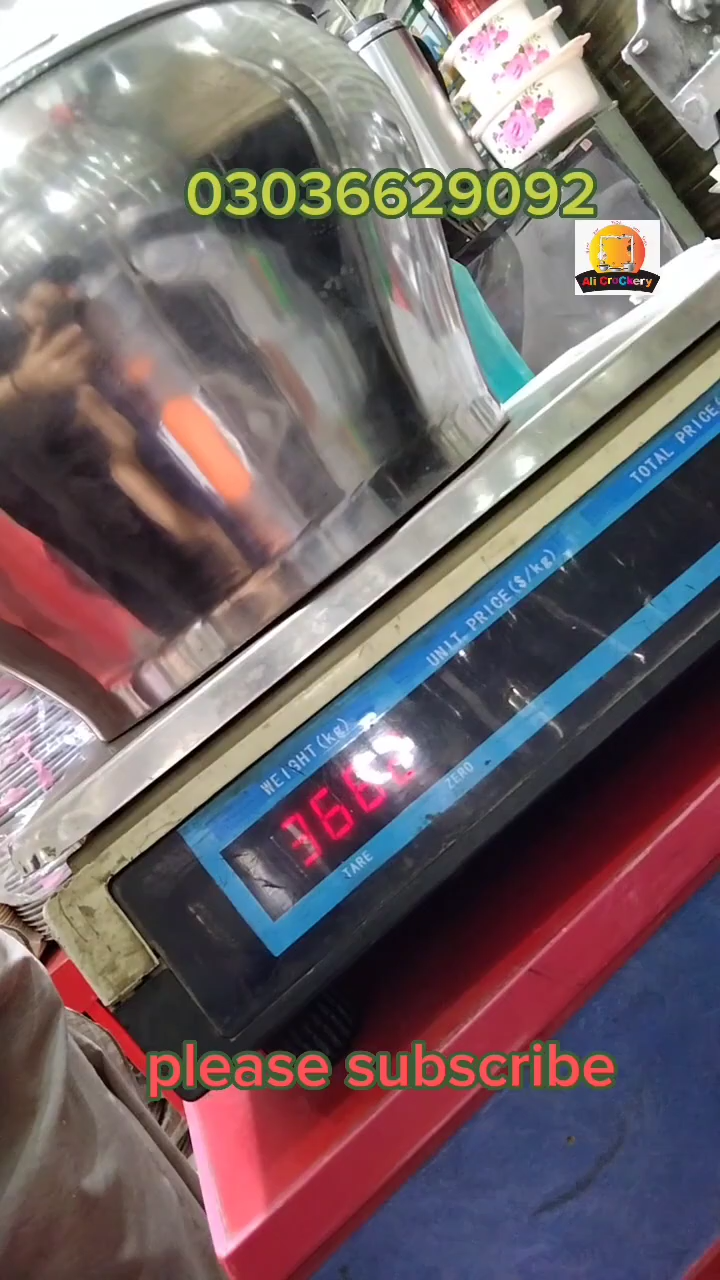 03036629092
Ali CroCkery
TOTAL PRICE(
UNIT PRICE($/kg)
WEIGHT(kg)
ZERO
TARE
please subscribe